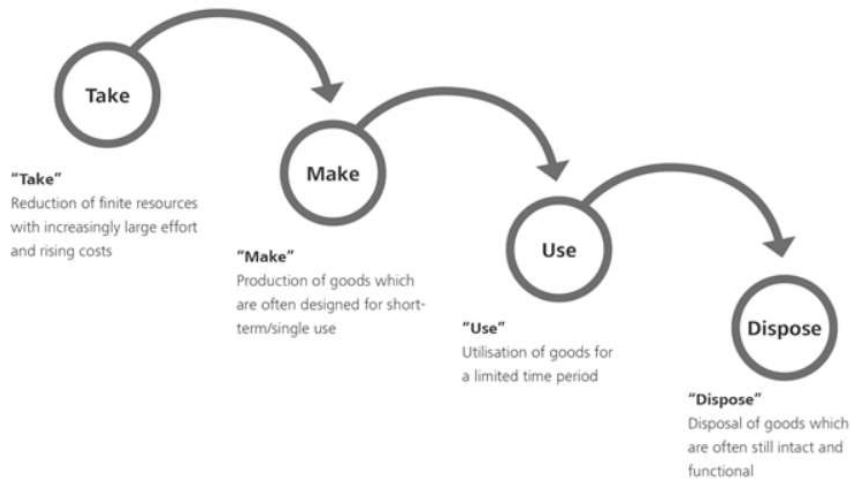 Take
“Take”
Reduction of finite resources
with increasingly large effort
and rising costs
Make
“Make”
Production of goods which
are often designed for short-
term/single use
Use
“Use”
Utilisation of goods for
a limited time period
Dispose
“Dispose”
Disposal of goods which
are often still intact and
functional